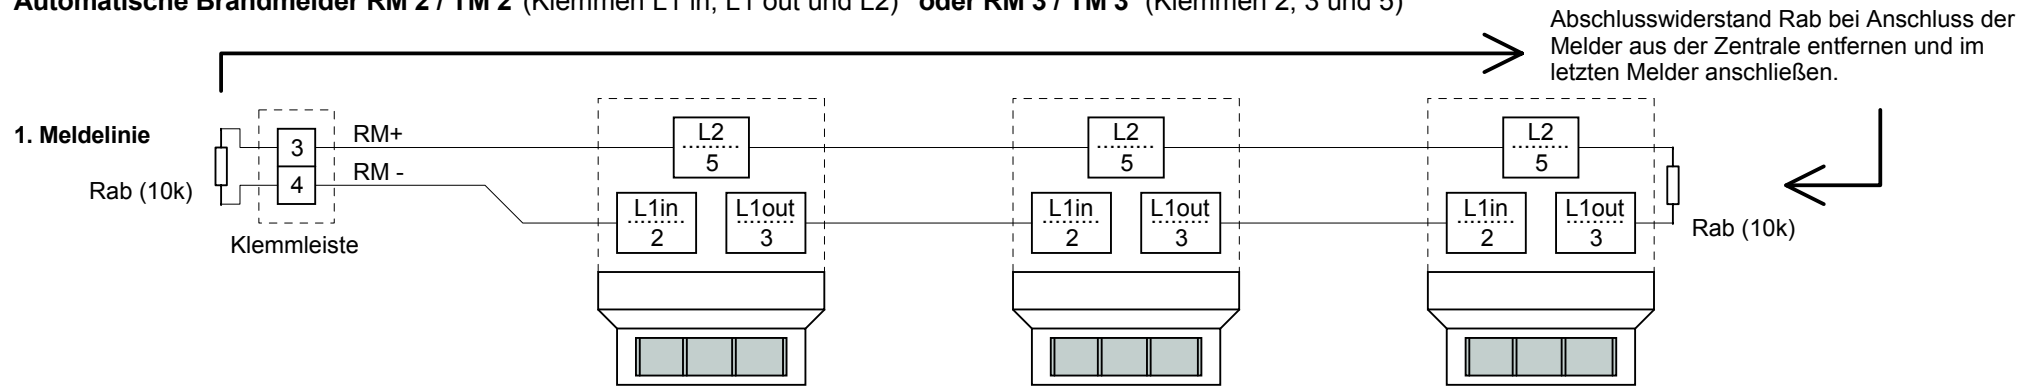 Automatische Brandmelder RM 2 / TM 2 (Klemmen L1 in, L1 out und L2) oder RM 3 / TM 3 (Klemmen 2, 3 und 5)
Abschlusswiderstand Rab bei Anschluss der
Melder aus der Zentrale entfernen und im
letzten Melder anschließen.
1. Meldelinie
Rab (10k)
3
4
RM+
RM -
Klemmleiste
L2
5
L1in
2
L1out
3
L2
5
L1in
2
L1out
3
L2
5
L1in
2
L1out
3
Rab (10k)